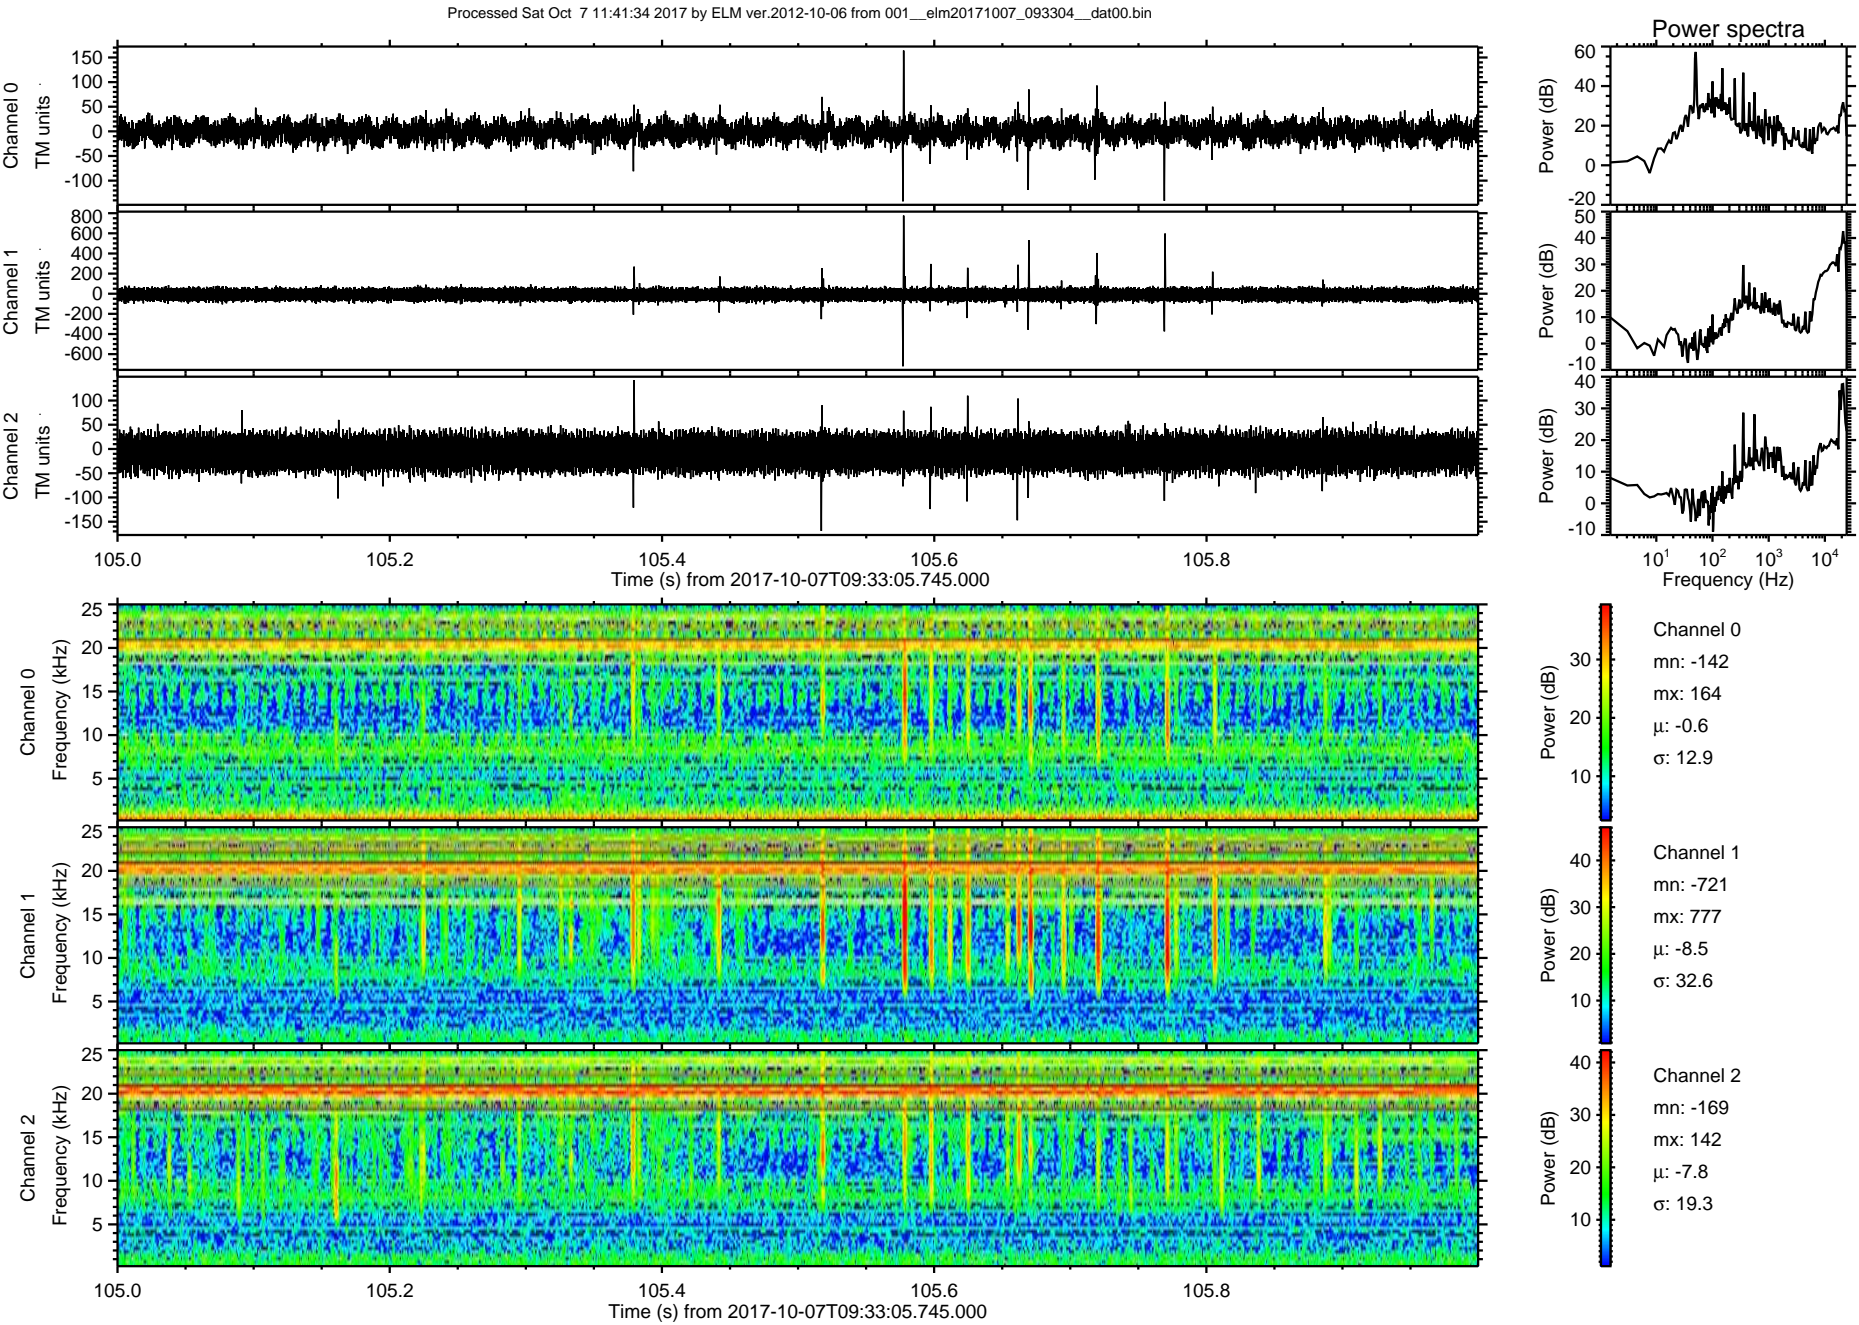 Processed Sat Oct 7 11:41:34 2017 by ELM ver.2012-10-06 from 001__elm20171007_093304__dat00.bin
Power spectra
Channel 0
TM units
150
100
50
0
-50
-100
Power (dB)
60
40
20
0
-20
Channel 1
TM units
800
600
400
200
0
-200
-400
-600
Power (dB)
50
40
30
20
10
0
-10
Channel 2
TM units
100
50
0
-50
-100
-150
Power (dB)
40
30
20
10
0
-10
105.0 105.2 105.4 105.6 105.8
Time (s) from 2017-10-07T09:33:05.745.000
10¹ 10² 10³ 10⁴
Frequency (Hz)
Channel 0
Frequency (kHz)
25
20
15
10
5
Power (dB)
30
20
10
Channel 0
mn: -142
mx: 164
µ: -0.6
σ: 12.9
Channel 1
Frequency (kHz)
25
20
15
10
5
Power (dB)
40
30
20
10
Channel 1
mn: -721
mx: 777
µ: -8.5
σ: 32.6
Channel 2
Frequency (kHz)
25
20
15
10
5
Power (dB)
40
30
20
10
Channel 2
mn: -169
mx: 142
µ: -7.8
σ: 19.3
105.0 105.2 105.4 105.6 105.8
Time (s) from 2017-10-07T09:33:05.745.000